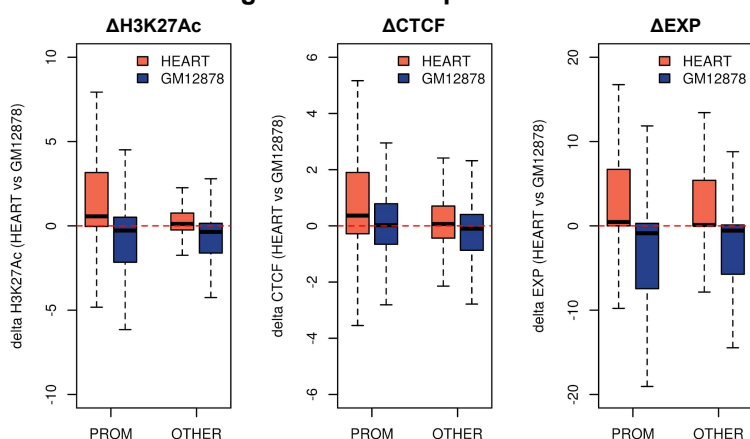 ΔH3K27Ac
delta H3K27Ac (HEART vs GM12878)
10
5
0
-5
-10
HEART
GM12878
PROM
OTHER
ΔCTCF
delta CTCF (HEART vs GM12878)
6
4
2
0
-2
-4
-6
HEART
GM12878
PROM
OTHER
ΔEXP
delta EXP (HEART vs GM12878)
20
10
0
-10
-20
HEART
GM12878
PROM
OTHER